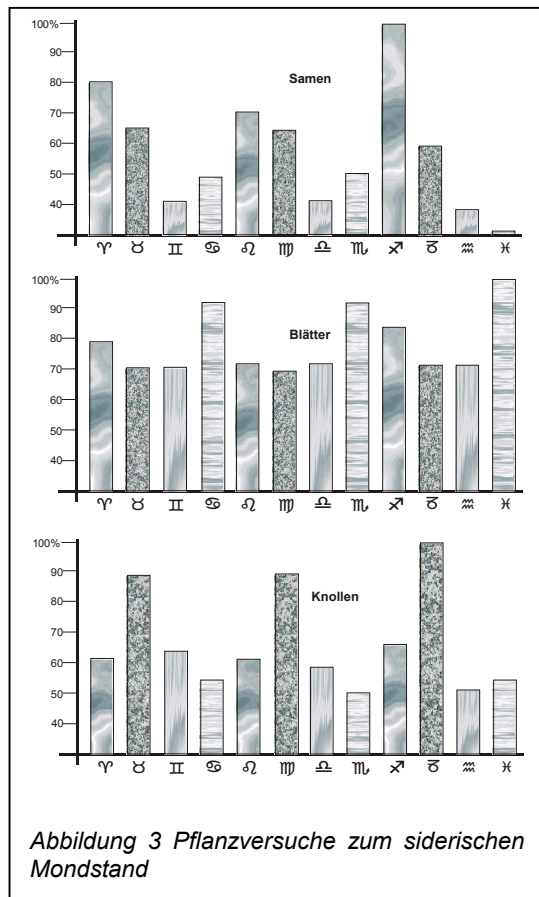 100%
90
80
70
60
50
40
Samen
♈ ♉ ♊ ♋ ♌ ♍ ♎ ♏ ♐ ♉ ♒ ♓
100%
90
80
70
60
50
40
Blätter
♈ ♉ ♊ ♋ ♌ ♍ ♎ ♏ ♐ ♉ ♒ ♓
100%
90
80
70
60
50
40
Knollen
♈ ♉ ♊ ♋ ♌ ♍ ♎ ♏ ♐ ♉ ♒ ♓
Abbildung 3 Pflanzversuche zum siderischen
Mondstand